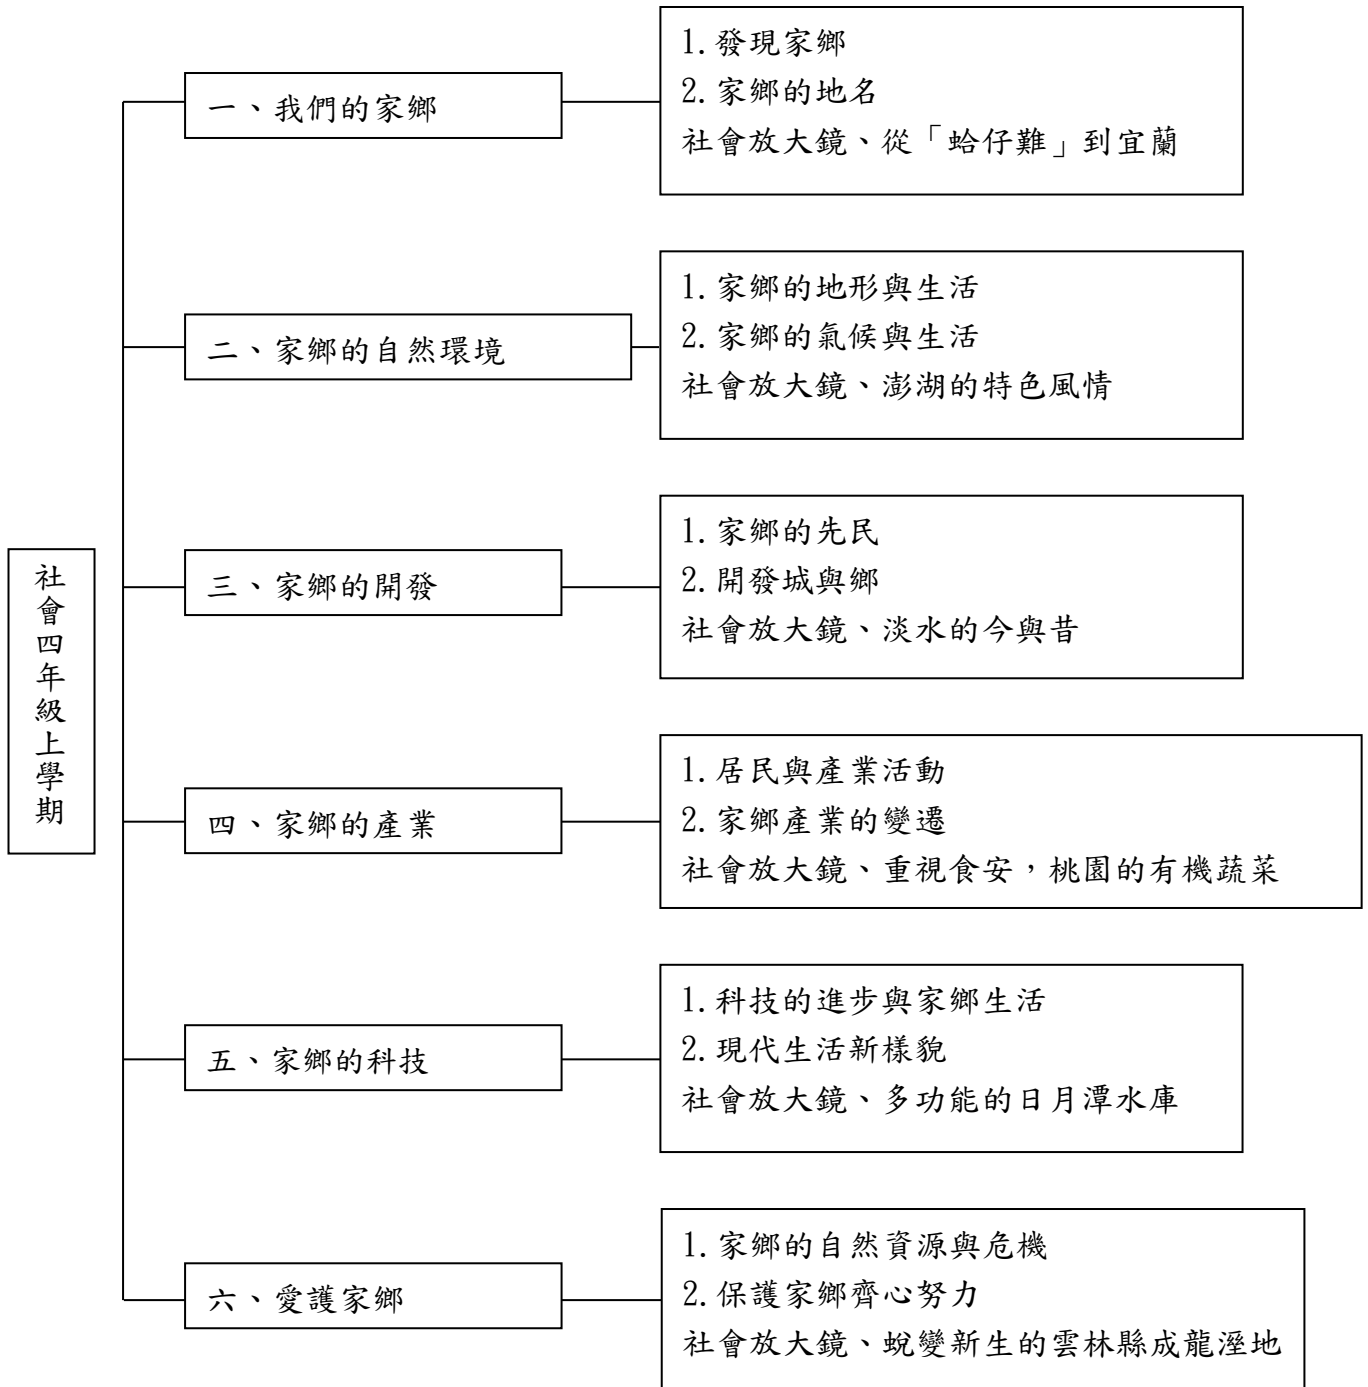 社會四年級上學期
一、我們的家鄉
1.發現家鄉
2.家鄉的地名
社會放大鏡、從「蛤仔難」到宜蘭
二、家鄉的自然環境
1.家鄉的地形與生活
2.家鄉的氣候與生活
社會放大鏡、澎湖的特色風情
三、家鄉的開發
1.家鄉的先民
2.開發城與鄉
社會放大鏡、淡水的今與昔
四、家鄉的產業
1.居民與產業活動
2.家鄉產業的變遷
社會放大鏡、重視食安，桃園的有機蔬菜
五、家鄉的科技
1.科技的進步與家鄉生活
2.現代生活新樣貌
社會放大鏡、多功能的日月潭水庫
六、愛護家鄉
1.家鄉的自然資源與危機
2.保護家鄉齊心努力
社會放大鏡、蛻變新生的雲林縣成龍溼地